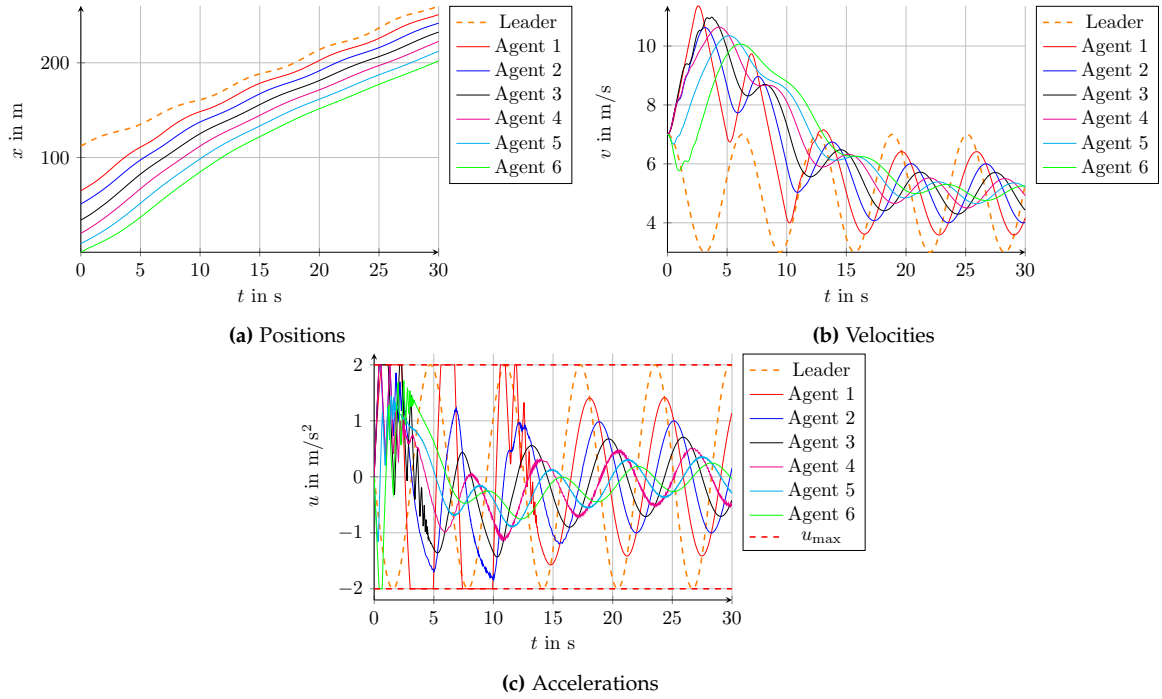 200
100
0
5
10
15
20
25
30
x in m
t in s
Leader
Agent 1
Agent 2
Agent 3
Agent 4
Agent 5
Agent 6
(a) Positions
10
8
6
4
0
5
10
15
20
25
30
v in m/s
t in s
Leader
Agent 1
Agent 2
Agent 3
Agent 4
Agent 5
Agent 6
(b) Velocities
2
1
0
−1
−2
0
5
10
15
20
25
30
u in m/s²
t in s
Leader
Agent 1
Agent 2
Agent 3
Agent 4
Agent 5
Agent 6
u_max
(c) Accelerations